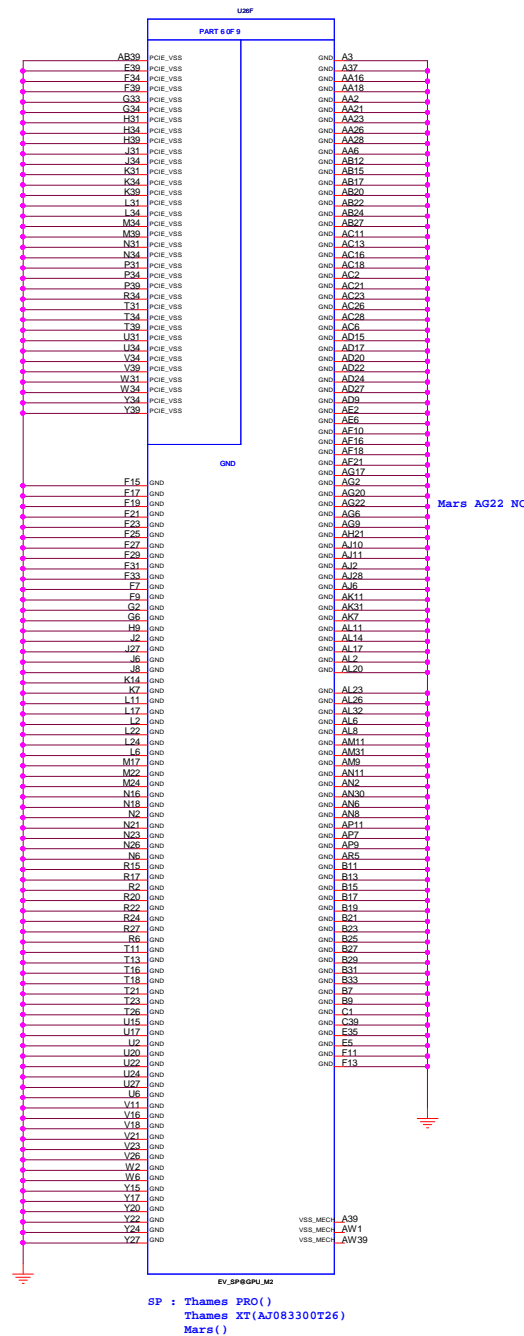 U28F
PART 6 0F 9
AB39 PCIE_VSS
E39 PCIE_VSS
F34 PCIE_VSS
F39 PCIE_VSS
G33 PCIE_VSS
G34 PCIE_VSS
H31 PCIE_VSS
H34 PCIE_VSS
H39 PCIE_VSS
J31 PCIE_VSS
J34 PCIE_VSS
K31 PCIE_VSS
K34 PCIE_VSS
K39 PCIE_VSS
L31 PCIE_VSS
L34 PCIE_VSS
M34 PCIE_VSS
M39 PCIE_VSS
N31 PCIE_VSS
N34 PCIE_VSS
P31 PCIE_VSS
P34 PCIE_VSS
P39 PCIE_VSS
R34 PCIE_VSS
T31 PCIE_VSS
T34 PCIE_VSS
T39 PCIE_VSS
U31 PCIE_VSS
U34 PCIE_VSS
V34 PCIE_VSS
V39 PCIE_VSS
W31 PCIE_VSS
W34 PCIE_VSS
Y34 PCIE_VSS
Y39 PCIE_VSS
GND
F15 GND
F17 GND
F19 GND
F21 GND
F23 GND
F25 GND
F27 GND
F29 GND
F31 GND
F33 GND
F7 GND
F9 GND
G2 GND
G6 GND
H9 GND
J2 GND
J27 GND
J6 GND
J8 GND
K14 GND
K7 GND
L11 GND
L17 GND
L2 GND
L22 GND
L24 GND
L6 GND
M17 GND
M22 GND
M24 GND
N16 GND
N18 GND
N2 GND
N21 GND
N23 GND
N26 GND
N6 GND
R15 GND
R17 GND
R2 GND
R20 GND
R22 GND
R24 GND
R27 GND
R6 GND
T11 GND
T13 GND
T16 GND
T18 GND
T21 GND
T23 GND
T26 GND
U15 GND
U17 GND
U2 GND
U20 GND
U22 GND
U24 GND
U27 GND
U6 GND
V11 GND
V16 GND
V18 GND
V21 GND
V23 GND
V26 GND
W2 GND
W6 GND
Y15 GND
Y17 GND
Y20 GND
Y22 GND
Y24 GND
Y27 GND
GND A3
GND A37
GND AA16
GND AA18
GND AA2
GND AA21
GND AA23
GND AA26
GND AA28
GND AA6
GND AB12
GND AB15
GND AB17
GND AB20
GND AB22
GND AB24
GND AB27
GND AC11
GND AC13
GND AC16
GND AC18
GND AC2
GND AC21
GND AC23
GND AC26
GND AC28
GND AC6
GND AD15
GND AD17
GND AD20
GND AD22
GND AD24
GND AD27
GND AD9
GND AE2
GND AE6
GND AF10
GND AF16
GND AF18
GND AF21
GND AG17
GND AG2
GND AG20
GND AG22
Mars AG22 NC
GND AG6
GND AG9
GND AH21
GND AJ10
GND AJ11
GND AJ2
GND AJ28
GND AJ6
GND AK11
GND AK31
GND AK7
GND AL11
GND AL14
GND AL17
GND AL2
GND AL20
GND AL23
GND AL26
GND AL32
GND AL6
GND AL8
GND AM11
GND AM31
GND AM9
GND AN11
GND AN2
GND AN30
GND AN6
GND AN8
GND AP11
GND AP7
GND AP9
GND AR5
GND B11
GND B13
GND B15
GND B17
GND B19
GND B21
GND B23
GND B25
GND B27
GND B29
GND B31
GND B33
GND B7
GND B9
GND C1
GND C39
GND E35
GND E5
GND F11
GND F13
VSS_MECH A39
VSS_MECH AW1
VSS_MECH AW39
EV_SP@GPU_M2
SP : Thames PRO()
Thames XT(AJ083300T26)
Mars()